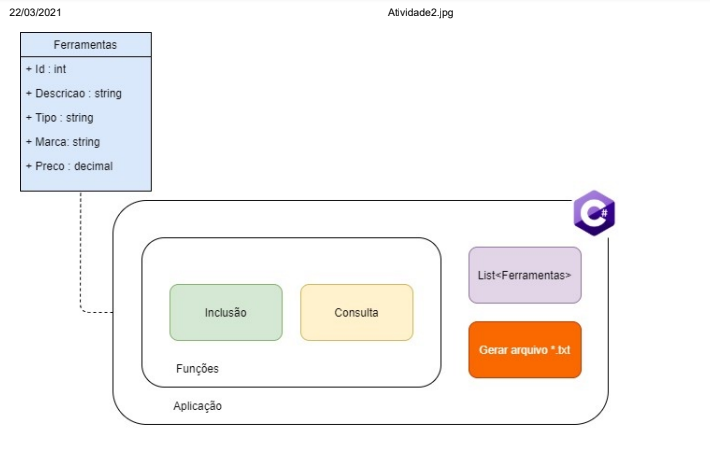 22/03/2021
Atividade2.jpg
Ferramentas
+ Id : int
+ Descricao : string
+ Tipo : string
+ Marca: string
+ Preco : decimal
C#
List<Ferramentas>
Inclusão
Consulta
Gerar arquivo *.txt
Funções
Aplicação